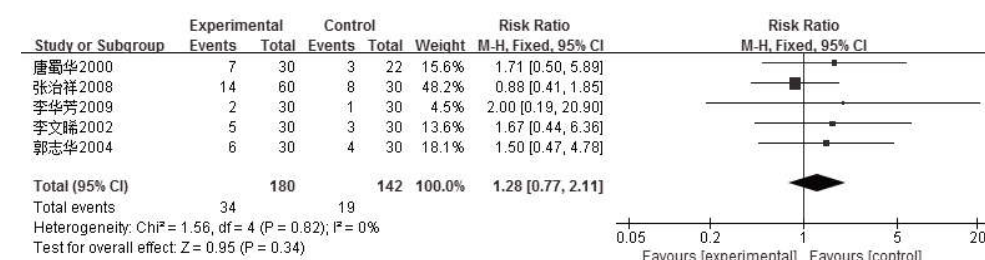 Experimental Control Risk Ratio Risk Ratio
Study or Subgroup Events Total Events Total Weight M-H, Fixed, 95% CI M-H, Fixed, 95% CI
唐蜀华2000 7 30 3 22 15.6% 1.71 [0.50, 5.89]
张治祥2008 14 60 8 30 48.2% 0.88 [0.41, 1.85]
李华芳2009 2 30 1 30 4.5% 2.00 [0.19, 20.90]
李文晞2002 5 30 3 30 13.6% 1.67 [0.44, 6.36]
郭志华2004 6 30 4 30 18.1% 1.50 [0.47, 4.78]
Total (95% CI) 180 142 100.0% 1.28 [0.77, 2.11]
Total events 34 19
Heterogeneity: Chi² = 1.56, df = 4 (P = 0.82); I² = 0%
Test for overall effect: Z = 0.95 (P = 0.34)
0.05 0.2 1 5 20
Favours [experimental] Favours [control]